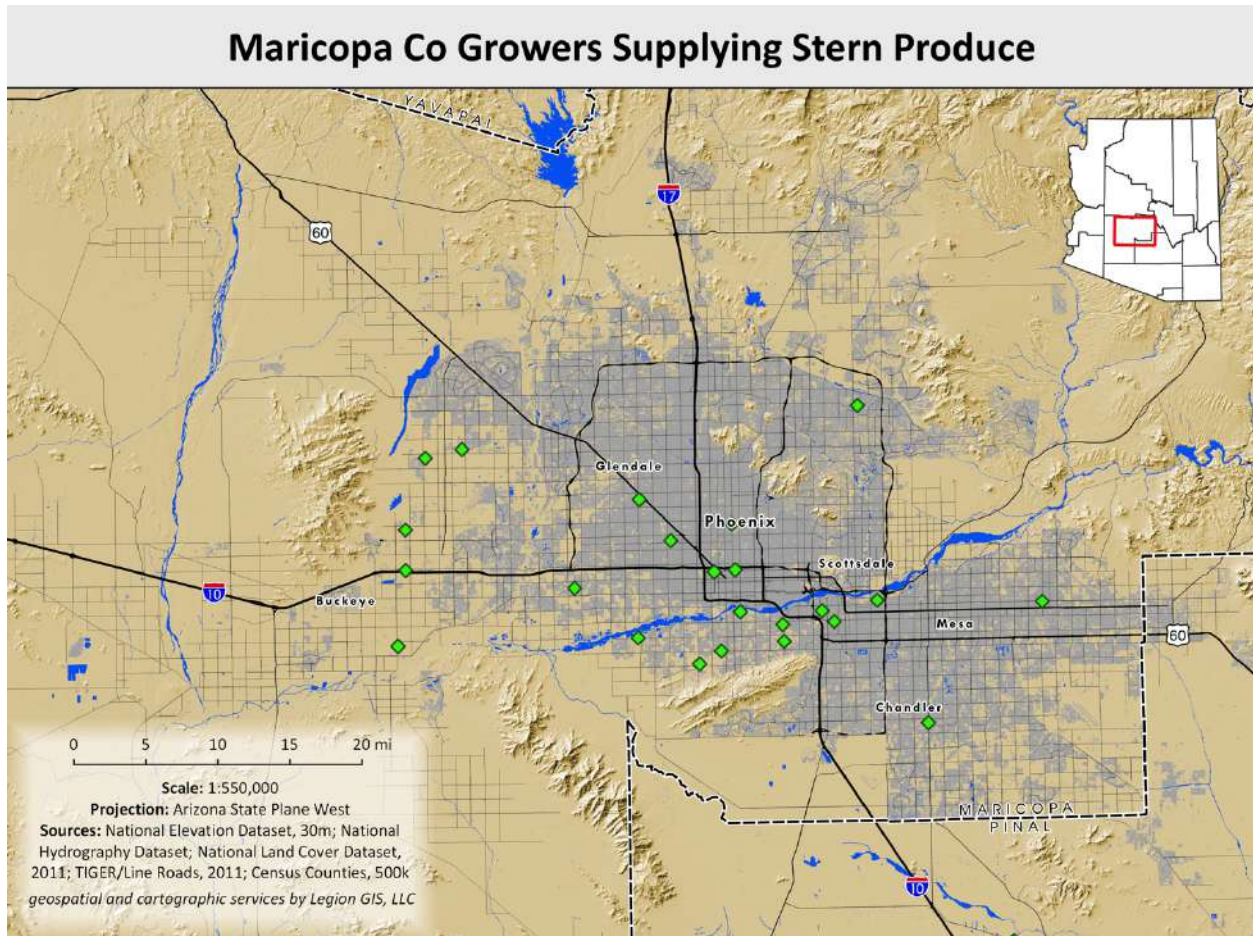 Maricopa Co Growers Supplying Stern Produce
YAVAPAI
17
60
Glendale
Phoenix
Scottsdale
10
Buckeye
Mesa
60
Chandler
0 5 10 15 20 mi
MARICOPA
PINAL
Scale: 1:550,000
Projection: Arizona State Plane West
Sources: National Elevation Dataset, 30m; National
Hydrography Dataset; National Land Cover Dataset,
2011; TIGER/Line Roads, 2011; Census Counties, 500k
geospatial and cartographic services by Legion GIS, LLC
10